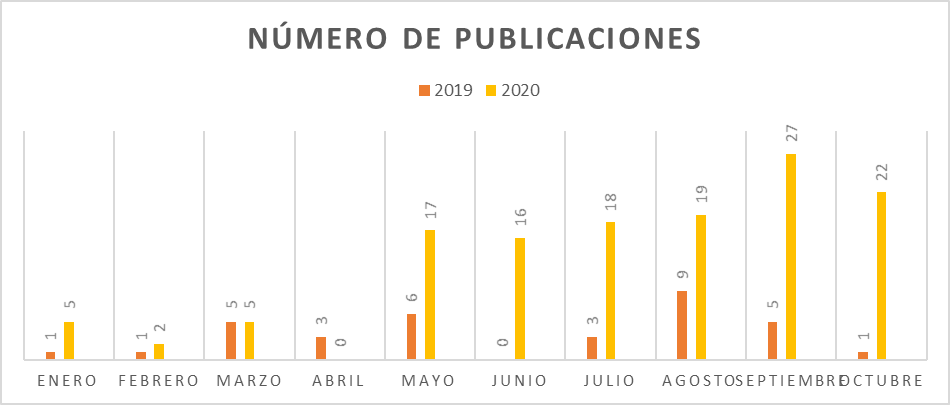 NÚMERO DE PUBLICACIONES
2019 2020
1 5 1 2 5 5 3 0 6 17 0 16 3 18 9 19 5 27 1 22
ENERO FEBRERO MARZO ABRIL MAYO JUNIO JULIO AGOSTO SEPTIEMBRE OCTUBRE